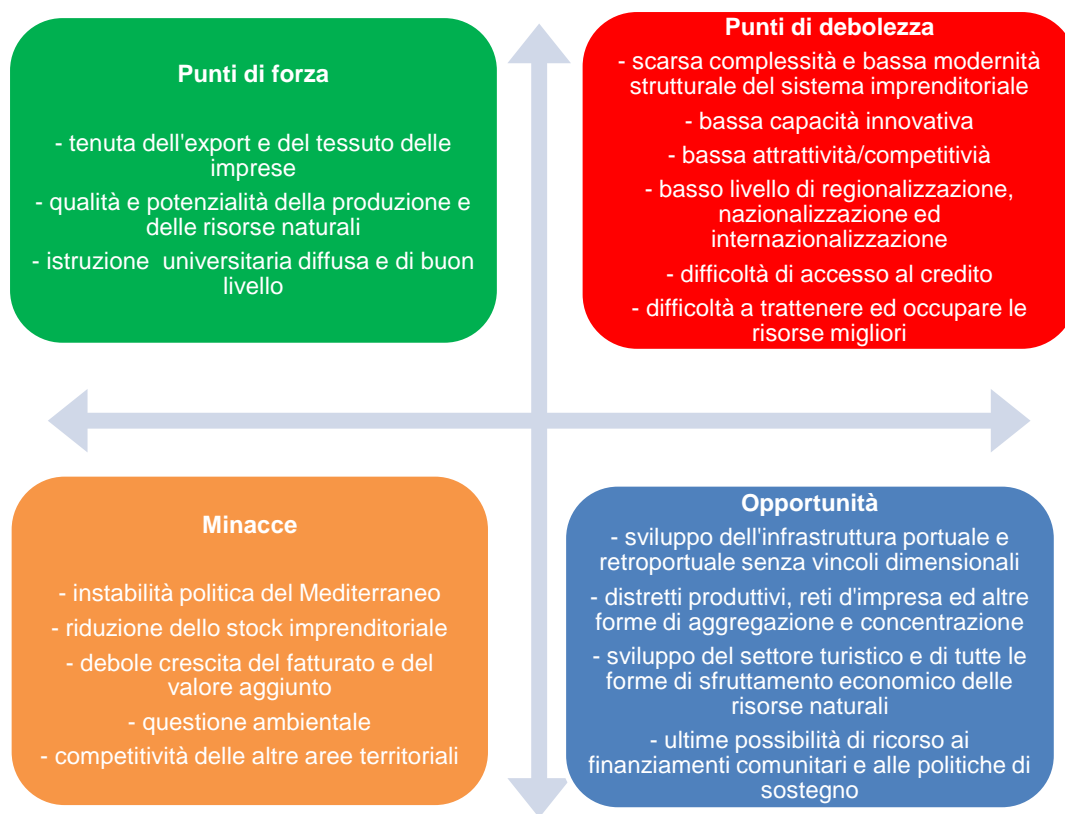 Punti di forza
- tenuta dell'export e del tessuto delle
imprese
- qualità e potenzialità della produzione e
delle risorse naturali
- istruzione  universitaria diffusa e di buon
livello
Punti di debolezza
- scarsa complessità e bassa modernità
strutturale del sistema imprenditoriale
- bassa capacità innovativa
- bassa attrattività/competitivià
- basso livello di regionalizzazione,
nazionalizzazione ed
internazionalizzazione
- difficoltà di accesso al credito
- difficoltà a trattenere ed occupare le
risorse migliori
Minacce
- instabilità politica del Mediterraneo
- riduzione dello stock imprenditoriale
- debole crescita del fatturato e del
valore aggiunto
- questione ambientale
- competitività delle altre aree territoriali
Opportunità
- sviluppo dell'infrastruttura portuale e
retroportuale senza vincoli dimensionali
- distretti produttivi, reti d'impresa ed altre
forme di aggregazione e concentrazione
- sviluppo del settore turistico e di tutte le
forme di sfruttamento economico delle
risorse naturali
- ultime possibilità di ricorso ai
finanziamenti comunitari e alle politiche di
sostegno